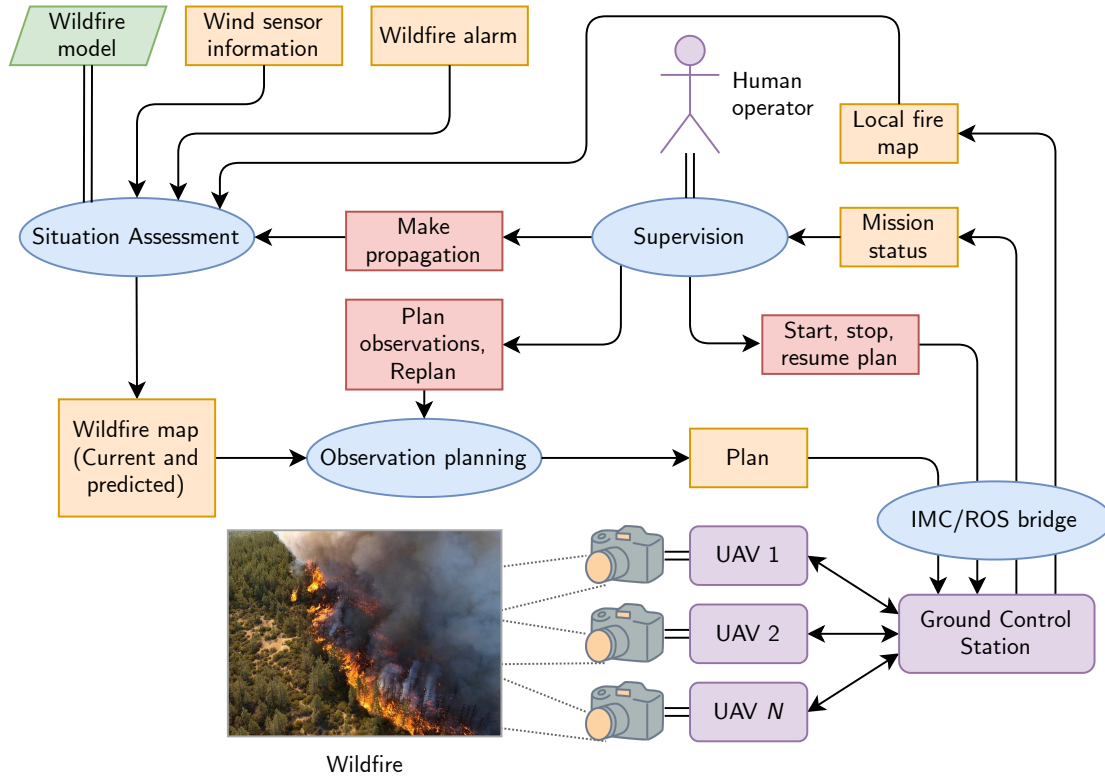 Wildfire
model
Wind sensor
information
Wildfire alarm
Human
operator
Local fire
map
Situation Assessment
Make
propagation
Supervision
Mission
status
Plan
observations,
Replan
Start, stop,
resume plan
Wildfire map
(Current and
predicted)
Observation planning
Plan
IMC/ROS bridge
UAV 1
UAV 2
UAV N
Ground Control
Station
Wildfire